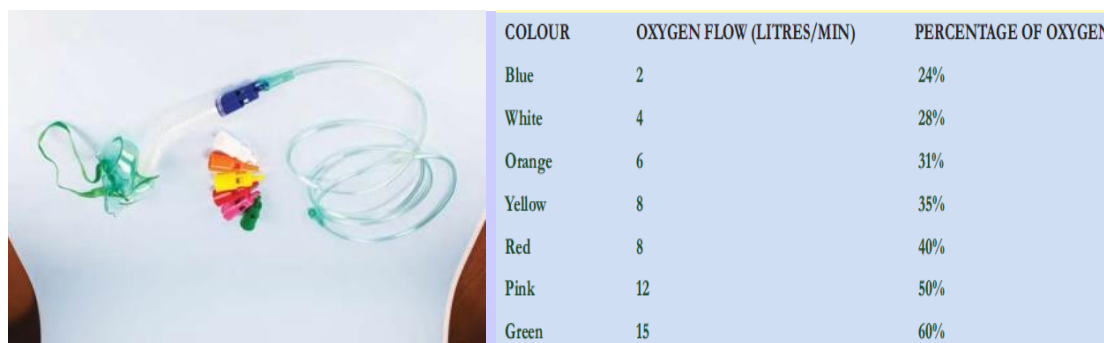 COLOUR OXYGEN FLOW (LITRES/MIN) PERCENTAGE OF OXYGEN
Blue 2 24%
White 4 28%
Orange 6 31%
Yellow 8 35%
Red 8 40%
Pink 12 50%
Green 15 60%